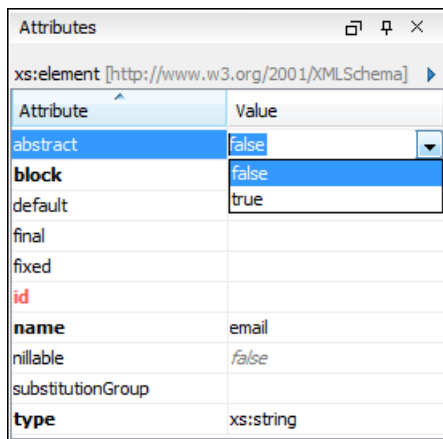 Attributes
xs:element [http://www.w3.org/2001/XMLSchema]
Attribute Value
abstract false
block false
default true
final
fixed
id
name email
nillable false
substitutionGroup
type xs:string